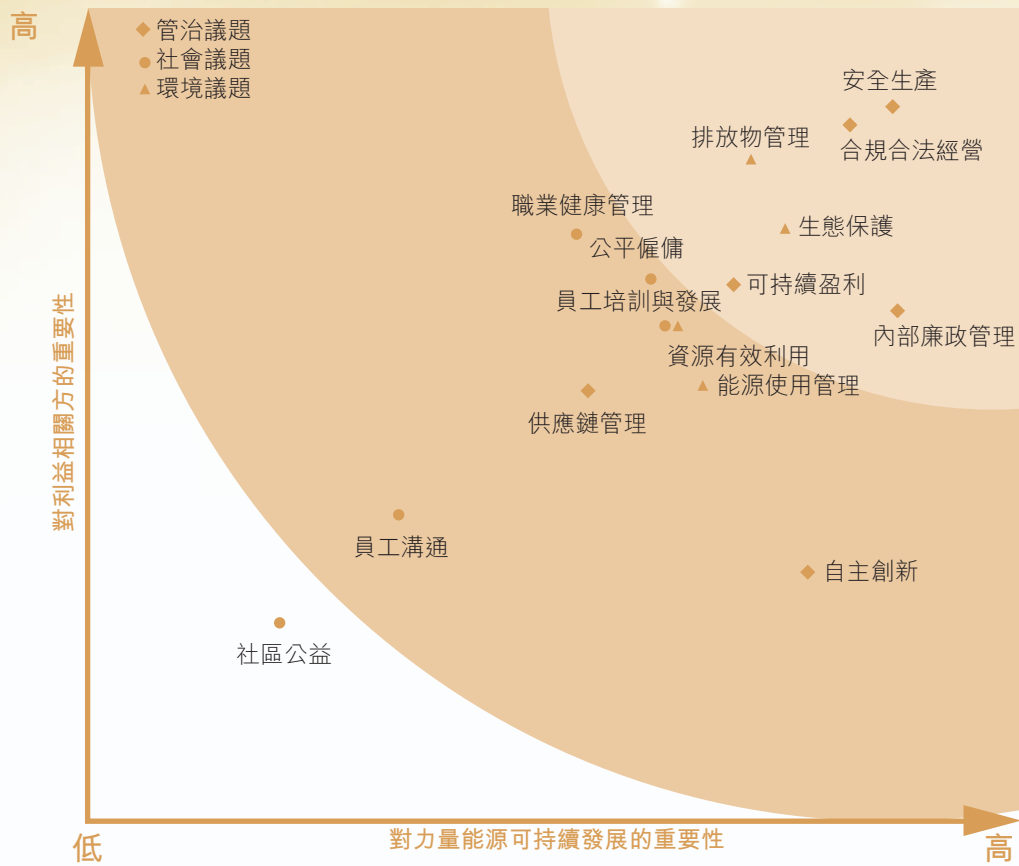 高
管治議題
社會議題
環境議題
安全生產
排放物管理
合規合法經營
職業健康管理
生態保護
公平僱傭
可持續盈利
員工培訓與發展
內部廉政管理
資源有效利用
能源使用管理
供應鏈管理
對利益相關方的重要性
員工溝通
自主創新
社區公益
低
對力量能源可持續發展的重要性
高